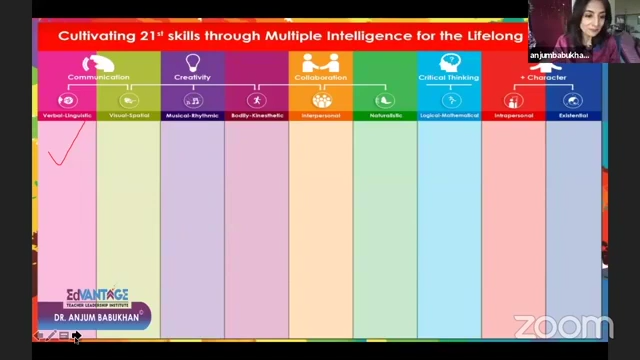 Cultivating 21st skills through Multiple Intelligence for the Lifelong
anjumbabukha...
Communication
Creativity
Collaboration
Critical Thinking
+ Character
Verbal-Linguistic
Visual-Spatial
Musical-Rhythmic
Bodily-Kinesthetic
Interpersonal
Naturalistic
Logical-Mathematical
Intrapersonal
Existential
EdVANTAGE
TEACHER LEADERSHIP INSTITUTE
DR. ANJUM BABUKHAN
zoom